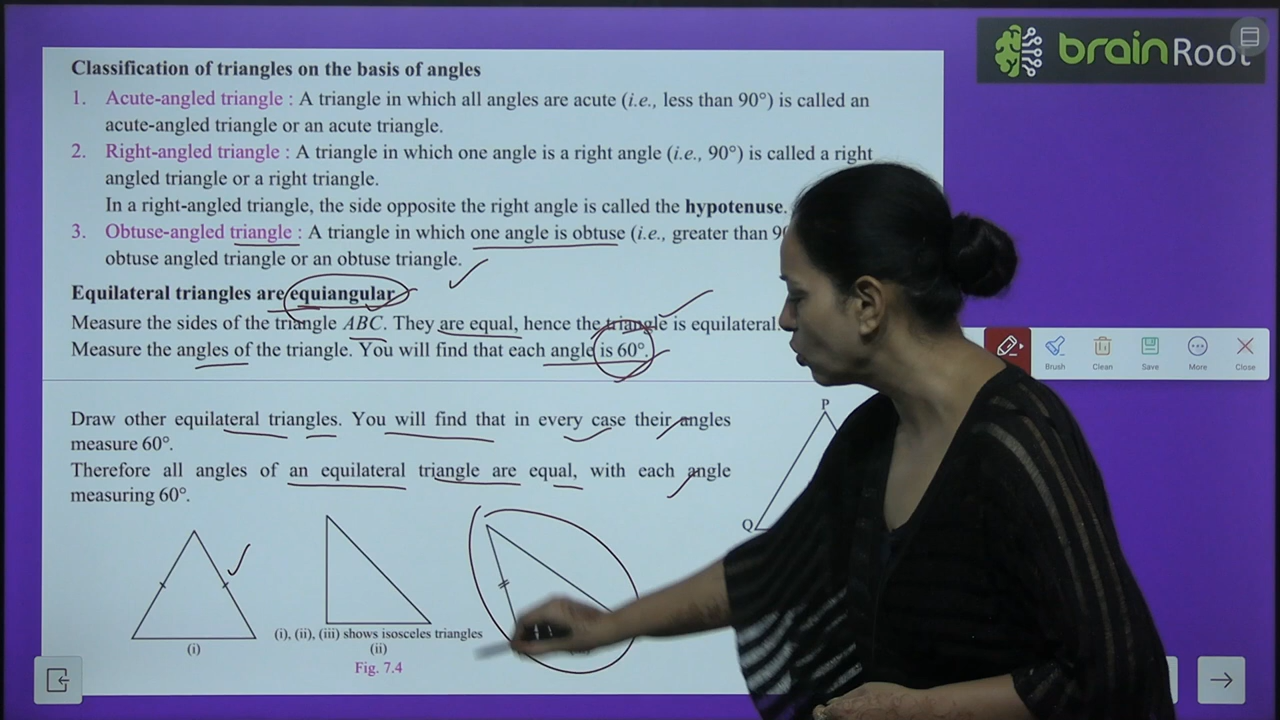 brainRoot
Classification of triangles on the basis of angles
1. Acute-angled triangle : A triangle in which all angles are acute (i.e., less than 90°) is called an
acute-angled triangle or an acute triangle.
2. Right-angled triangle : A triangle in which one angle is a right angle (i.e., 90°) is called a right
angled triangle or a right triangle.
In a right-angled triangle, the side opposite the right angle is called the hypotenuse.
3. Obtuse-angled triangle : A triangle in which one angle is obtuse (i.e., greater than
obtuse angled triangle or an obtuse triangle.
Equilateral triangles are equiangular
Measure the sides of the triangle ABC. They are equal, hence the triangle is equilateral.
Measure the angles of the triangle. You will find that each angle is 60°.
Brush Clean Save More Close
Draw other equilateral triangles. You will find that in every case their angles
measure 60°.
Therefore all angles of an equilateral triangle are equal, with each angle
measuring 60°.
P
Q
(i), (ii), (iii) shows isosceles triangles
(i) (ii)
Fig. 7.4